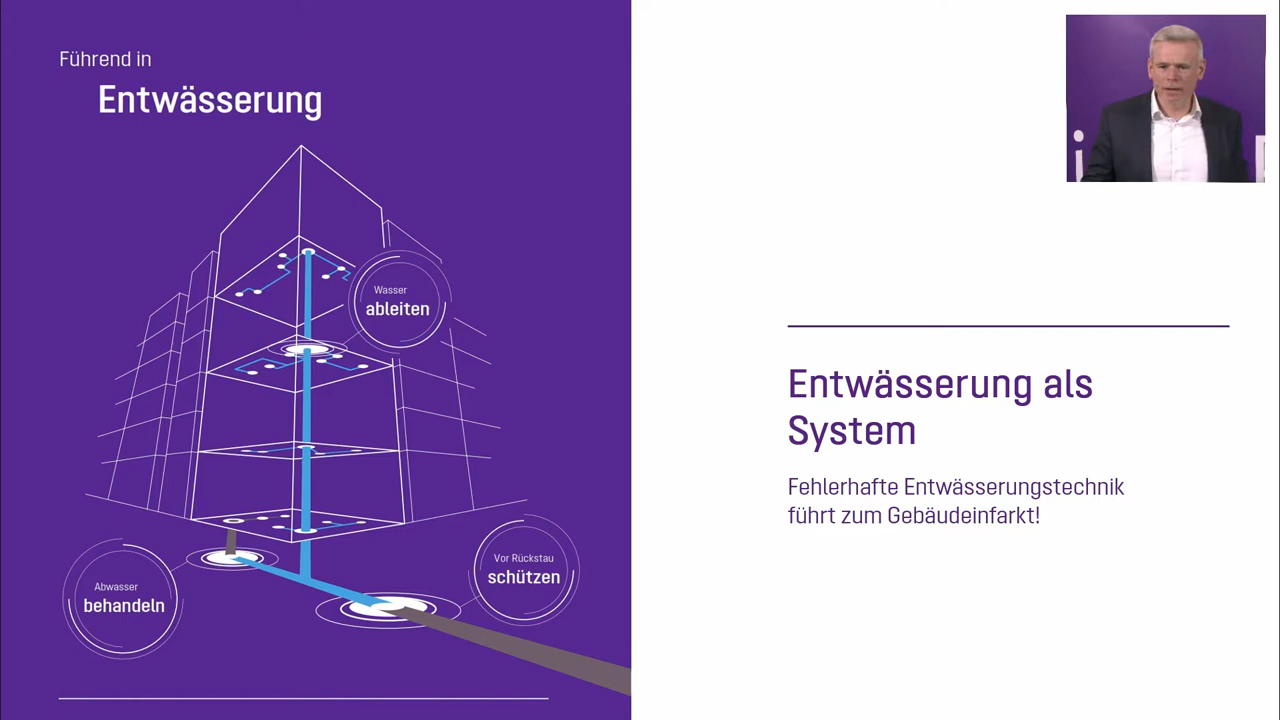 Führend in
Entwässerung
Wasser
ableiten
Abwasser
behandeln
Vor Rückstau
schützen
Entwässerung als
System
Fehlerhafte Entwässerungstechnik
führt zum Gebäudeinfarkt!